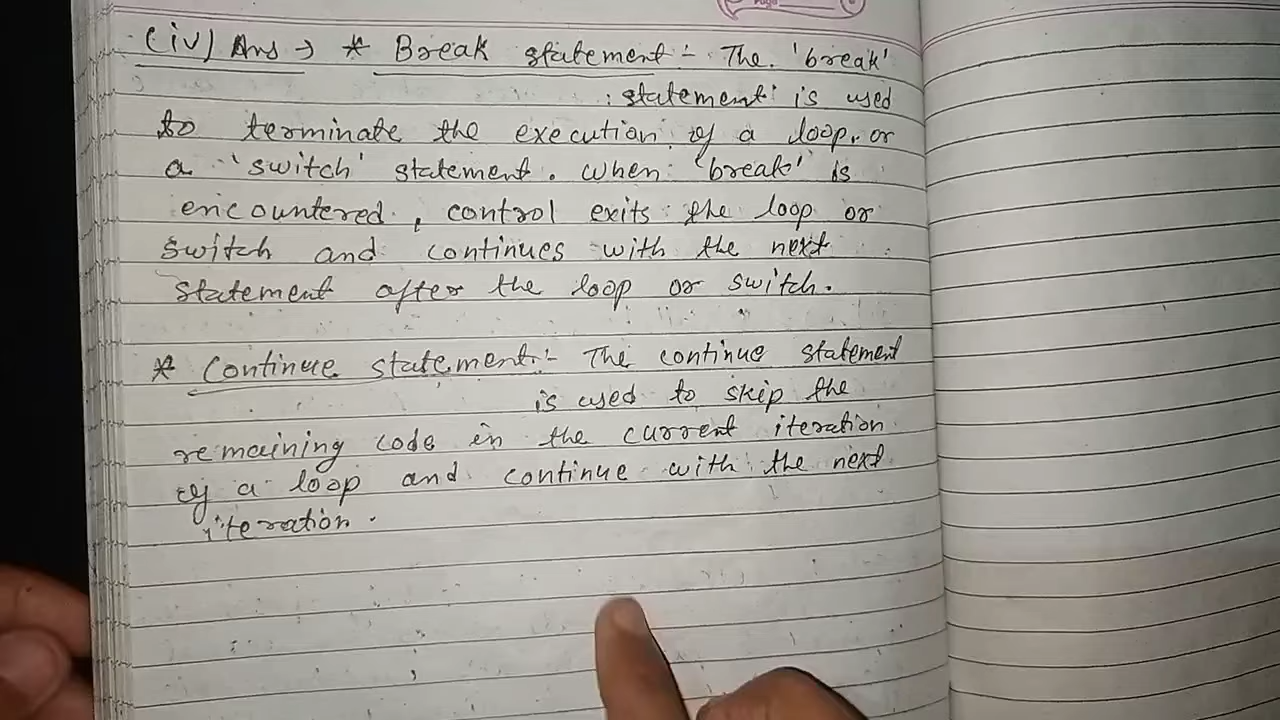 Page
(iv) Ans → * Break statement :- The 'break'
statement is used
to terminate the execution of a loop or
a 'switch' statement. when 'break' is
encountered, control exits the loop or
switch and continues with the next
statement after the loop or switch.
* Continue statement :- The continue statement
is used to skip the
remaining code in the current iteration
of a loop and continue with the next
iteration.